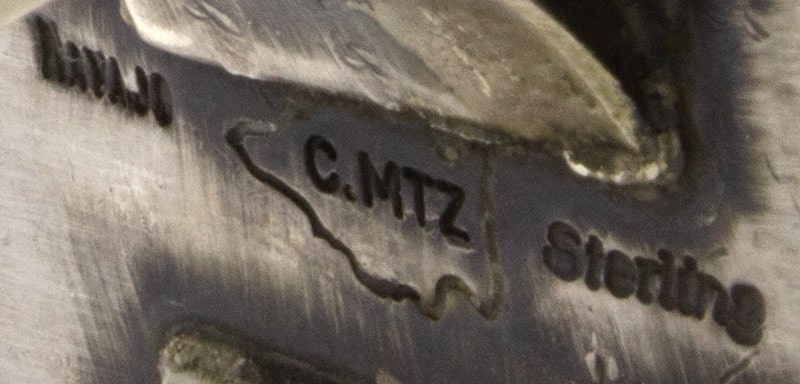 NAVAJO
C.MTZ
Sterling